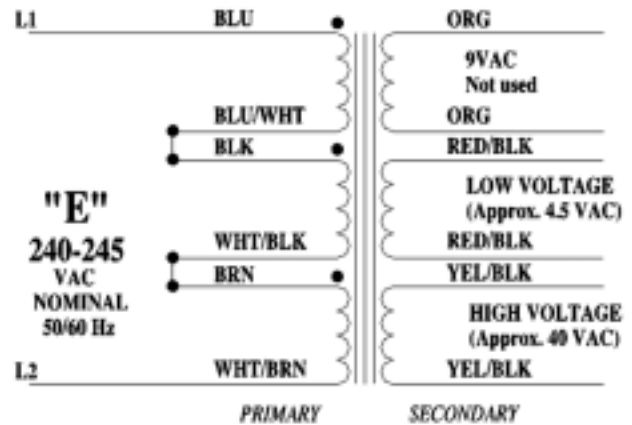 L1 BLU ORG
9VAC
Not used
BLU/WHT ORG
BLK RED/BLK
"E"
240-245
VAC
NOMINAL
50/60 Hz
LOW VOLTAGE
(Approx. 4.5 VAC)
WHT/BLK RED/BLK
BRN YEL/BLK
HIGH VOLTAGE
(Approx. 40 VAC)
L2 WHT/BRN YEL/BLK
PRIMARY SECONDARY